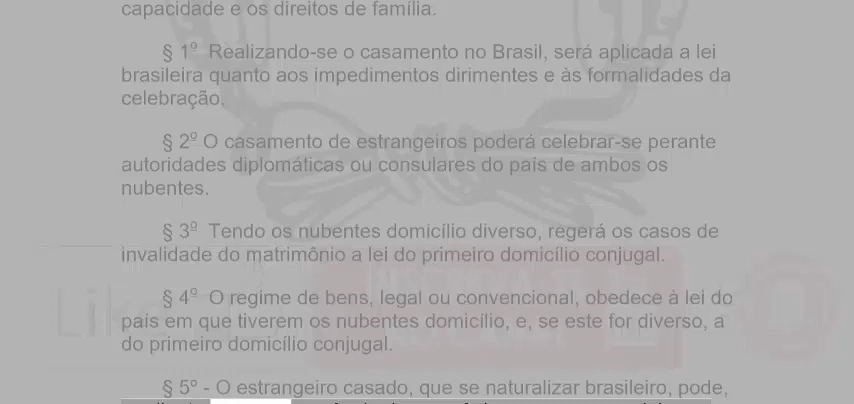 capacidade e os direitos de família.
§ 1º Realizando-se o casamento no Brasil, será aplicada a lei
brasileira quanto aos impedimentos dirimentes e às formalidades da
celebração.
§ 2º O casamento de estrangeiros poderá celebrar-se perante
autoridades diplomáticas ou consulares do país de ambos os
nubentes.
§ 3º Tendo os nubentes domicílio diverso, regerá os casos de
invalidade do matrimônio a lei do primeiro domicílio conjugal.
§ 4º O regime de bens, legal ou convencional, obedece à lei do
país em que tiverem os nubentes domicílio, e, se este for diverso, a
do primeiro domicílio conjugal.
§ 5º - O estrangeiro casado, que se naturalizar brasileiro, pode,
Like